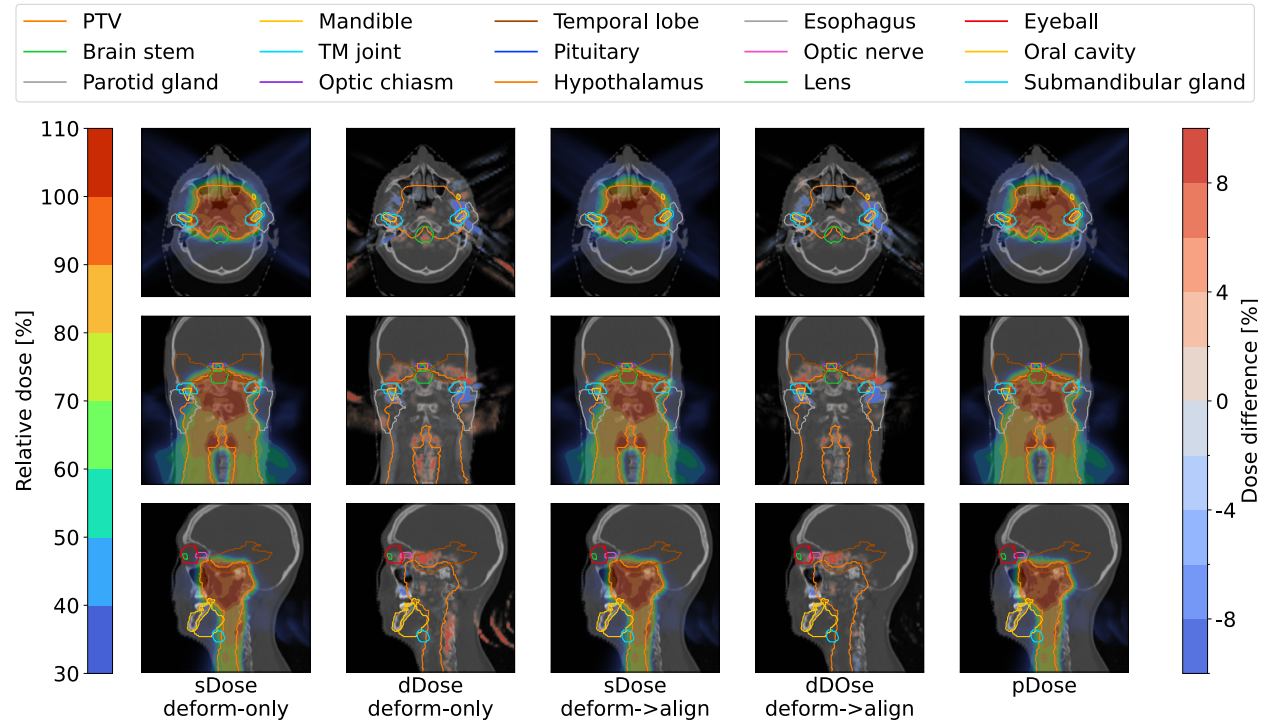 PTV Mandible Temporal lobe Esophagus Eyeball
Brain stem TM joint Pituitary Optic nerve Oral cavity
Parotid gland Optic chiasm Hypothalamus Lens Submandibular gland
Relative dose [%]
110
100
90
80
70
60
50
40
30
8
4
0
-4
-8
Dose difference [%]
sDose
deform-only
dDose
deform-only
sDose
deform->align
dDOse
deform->align
pDose